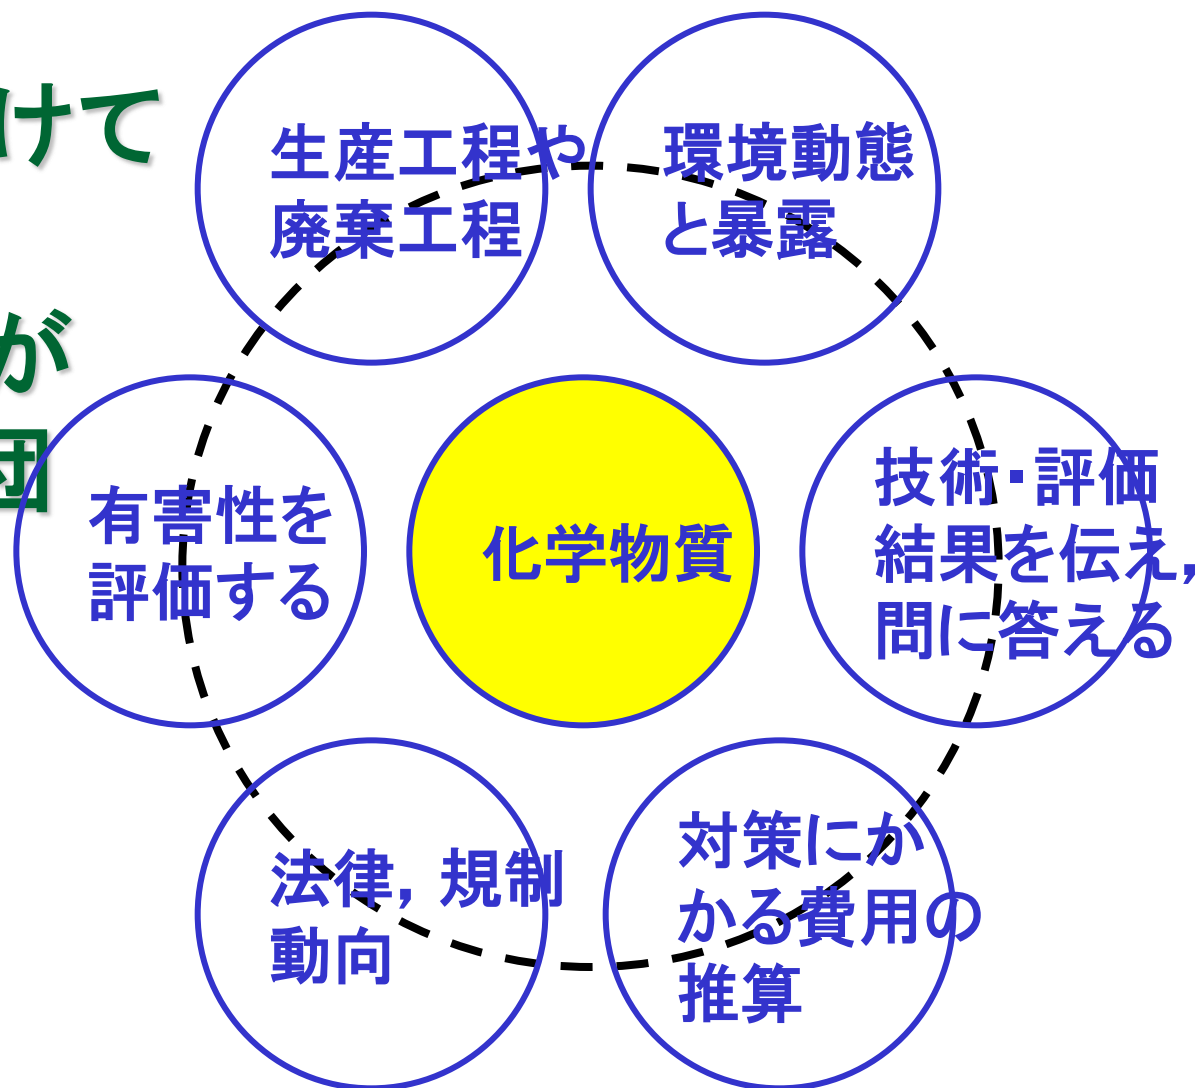 けて
が
団
生産工程や
廃棄工程
環境動態
と暴露
有害性を
評価する
化学物質
技術・評価
結果を伝え，
問に答える
法律，規制
動向
対策にか
かる費用の
推算